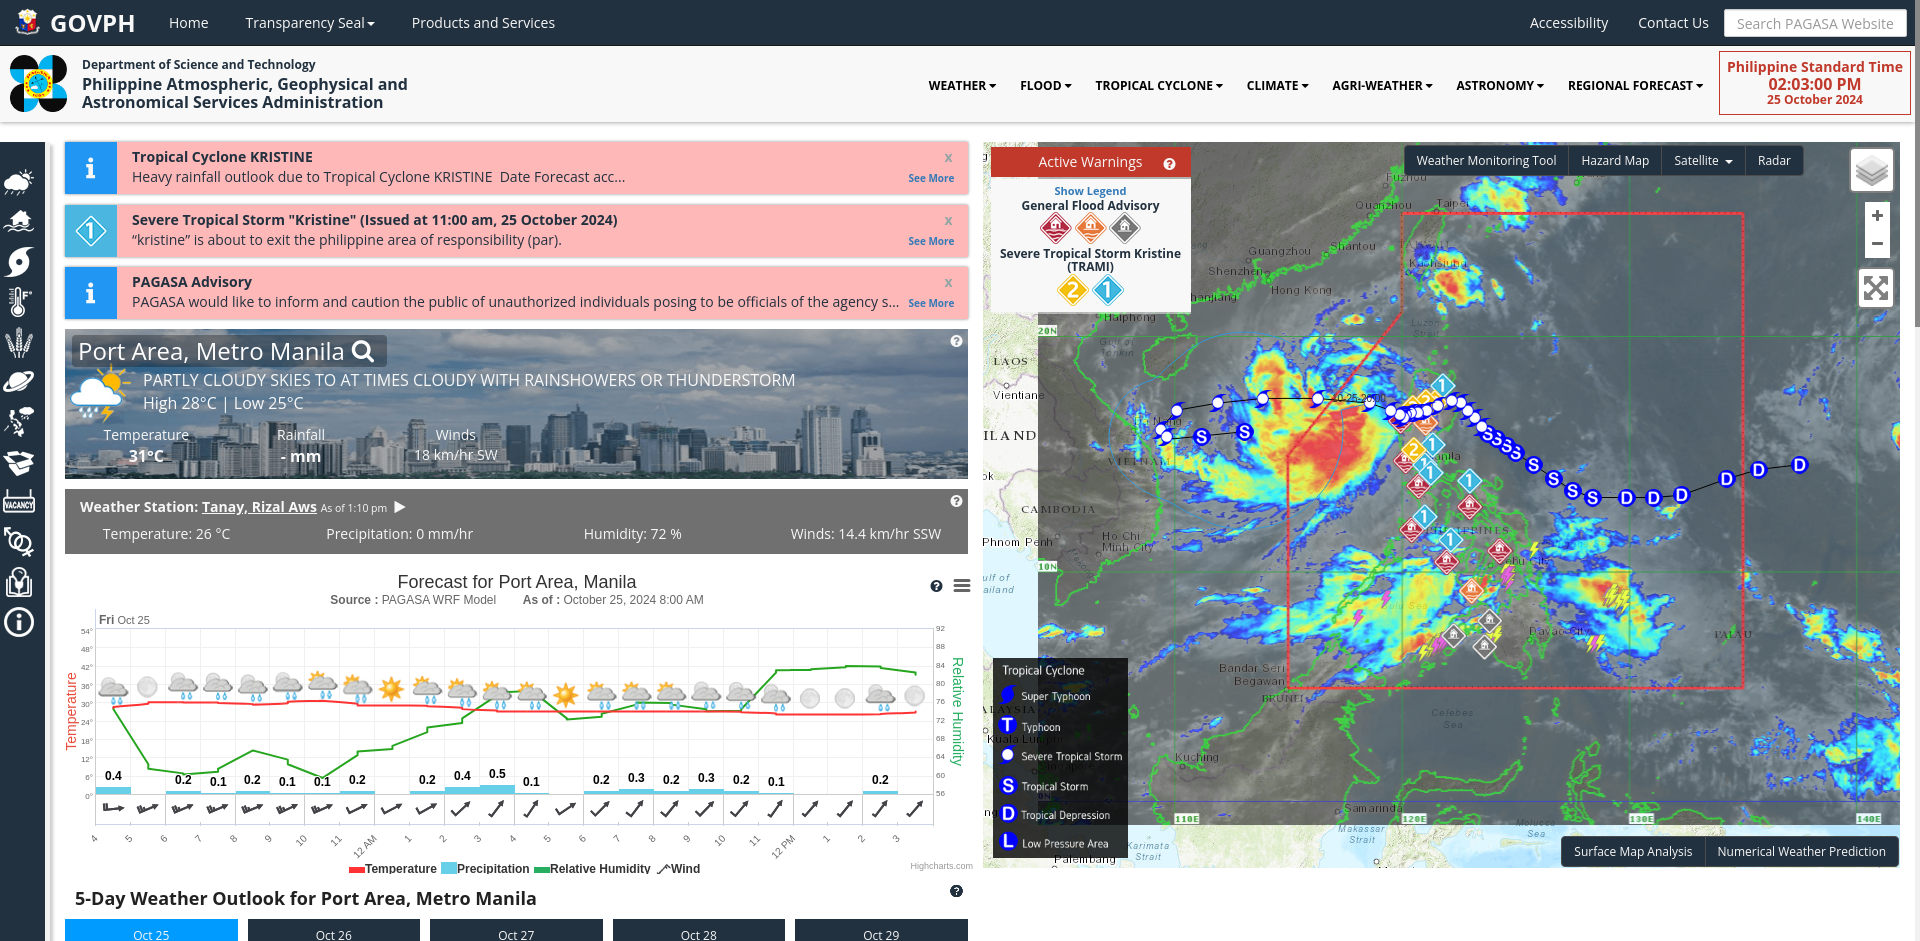 GOVPH
Home
Transparency Seal
Products and Services
Accessibility
Contact Us
Search PAGASA Website
Department of Science and Technology
Philippine Atmospheric, Geophysical and
Astronomical Services Administration
WEATHER
FLOOD
TROPICAL CYCLONE
CLIMATE
AGRI-WEATHER
ASTRONOMY
REGIONAL FORECAST
Philippine Standard Time
02:03:00 PM
25 October 2024
Tropical Cyclone KRISTINE
x
Heavy rainfall outlook due to Tropical Cyclone KRISTINE Date Forecast acc...
See More
1
Severe Tropical Storm "Kristine" (Issued at 11:00 am, 25 October 2024)
x
“kristine” is about to exit the philippine area of responsibility (par).
See More
PAGASA Advisory
x
PAGASA would like to inform and caution the public of unauthorized individuals posing to be officials of the agency s...
See More
VACANCY
Port Area, Metro Manila
PARTLY CLOUDY SKIES TO AT TIMES CLOUDY WITH RAINSHOWERS OR THUNDERSTORM
High 28°C | Low 25°C
Temperature
31°C
Rainfall
- mm
Winds
18 km/hr SW
Weather Station: Tanay, Rizal Aws As of 1:10 pm
Temperature: 26 °C
Precipitation: 0 mm/hr
Humidity: 72 %
Winds: 14.4 km/hr SSW
Forecast for Port Area, Manila
Source : PAGASA WRF Model As of : October 25, 2024 8:00 AM
Fri Oct 25
54°
48°
42°
36°
30°
24°
18°
12°
6°
0°
Temperature
92
88
84
80
76
72
68
64
60
56
Relative Humidity
0.4 0.2 0.1 0.2 0.1 0.1 0.2 0.2 0.4 0.5 0.1 0.2 0.3 0.2 0.3 0.2 0.1 0.2
4 5 6 7 8 9 10 11 12 AM 1 2 3 4 5 6 7 8 9 10 11 12 PM 1 2 3
Temperature Precipitation Relative Humidity Wind
Highcharts.com
5-Day Weather Outlook for Port Area, Metro Manila
Oct 25
Oct 26
Oct 27
Oct 28
Oct 29
Active Warnings
Show Legend
General Flood Advisory
Severe Tropical Storm Kristine
(TRAMI)
2
1
Weather Monitoring Tool
Hazard Map
Satellite
Radar
+
−
Fuzhou
Quanzhou
Taipei
Guangzhou
Shantou
Shenzhen
Hong Kong
Zhanjiang
Haiphong
Gulf of
Tonkin
Luzon
Strait
20N
LAOS
Vientiane
VIETNAM
CAMBODIA
Phnom Penh
Ho Chi
Minh City
10N
PHILIPPINES
Cebu City
Sulu Sea
Davao City
PALAU
Bandar Seri
Begawan
BRUNEI
Celebes
Sea
Kuching
Samarinda
110E
120E
130E
140E
Makassar
Strait
Molucca
Sea
Karimata
Strait
Palembang
Tropical Cyclone
Super Typhoon
T Typhoon
Severe Tropical Storm
S Tropical Storm
D Tropical Depression
L Low Pressure Area
Surface Map Analysis
Numerical Weather Prediction